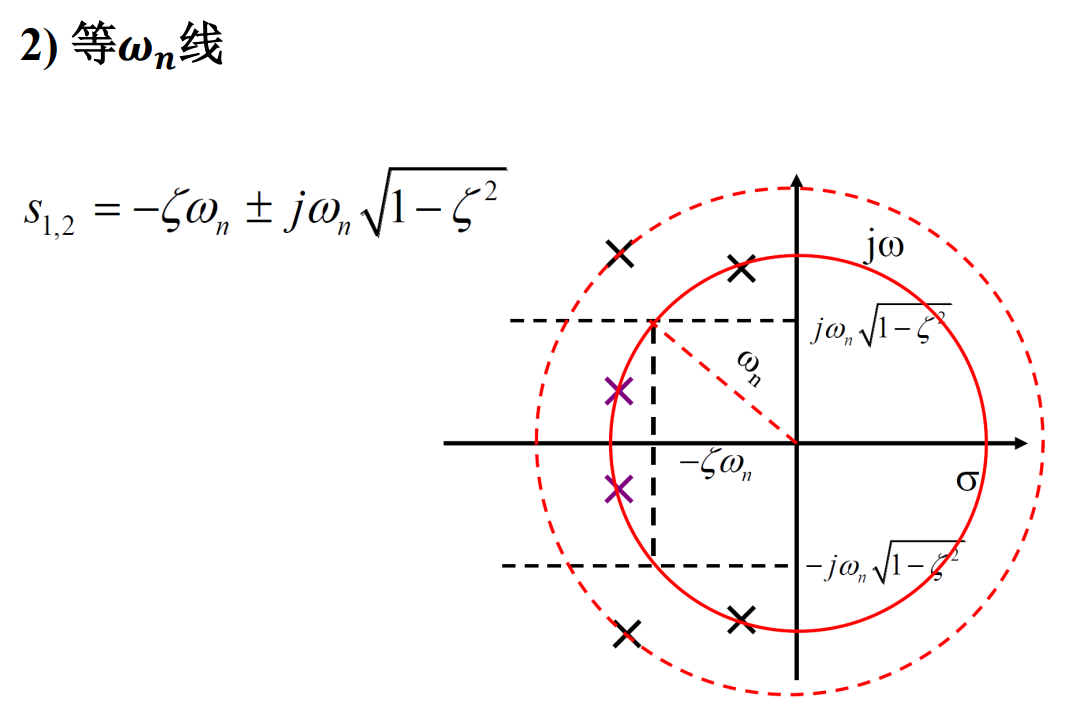 2) 等ωₙ线
s₁,₂ = −ζωₙ ± jωₙ√(1−ζ²)
jω
jωₙ√(1−ζ²)
ωₙ
−ζωₙ
σ
−jωₙ√(1−ζ²)